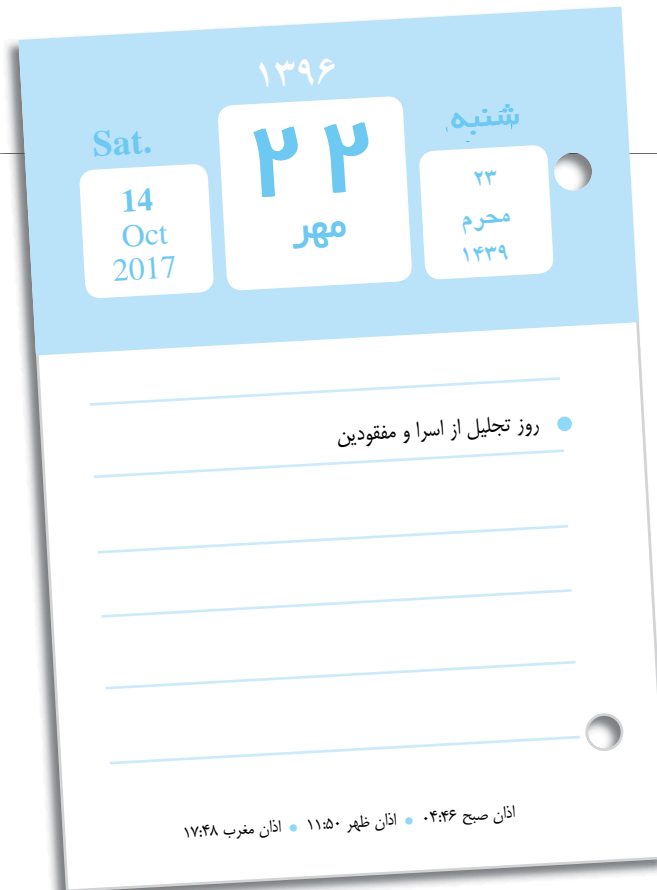 ۱۳۹۶
شنبه
۲۲
Sat.
۲۳
مهر
14
محرم
Oct
۱۴۳۹
2017
روز تجلیل از اسرا و مفقودین
اذان صبح ۰۴:۴۶ • اذان ظهر ۱۱:۵۰ • اذان مغرب ۱۷:۴۸